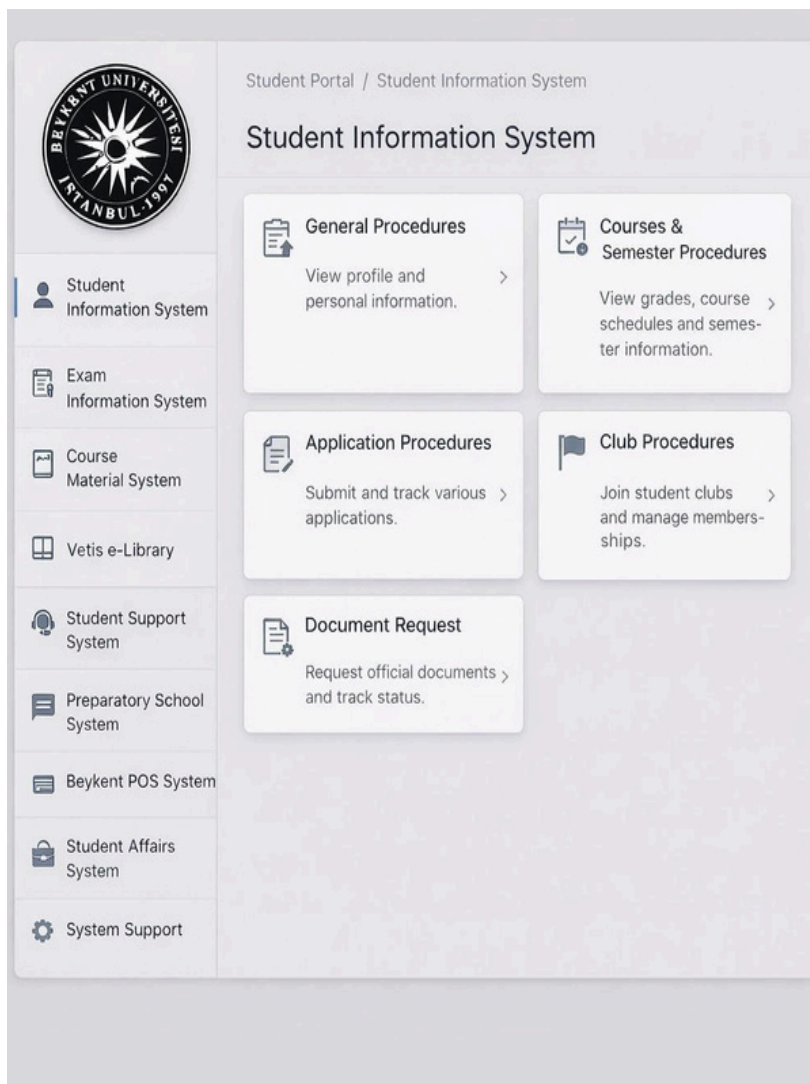 BEYKENT UNIVERSITESI
ISTANBUL·1997
Student Portal / Student Information System
Student Information System
Student
Information System
Exam
Information System
Course
Material System
Vetis e-Library
Student Support
System
Preparatory School
System
Beykent POS System
Student Affairs
System
System Support
General Procedures
View profile and
personal information.
Courses &
Semester Procedures
View grades, course
schedules and semes-
ter information.
Application Procedures
Submit and track various
applications.
Club Procedures
Join student clubs
and manage members-
ships.
Document Request
Request official documents
and track status.